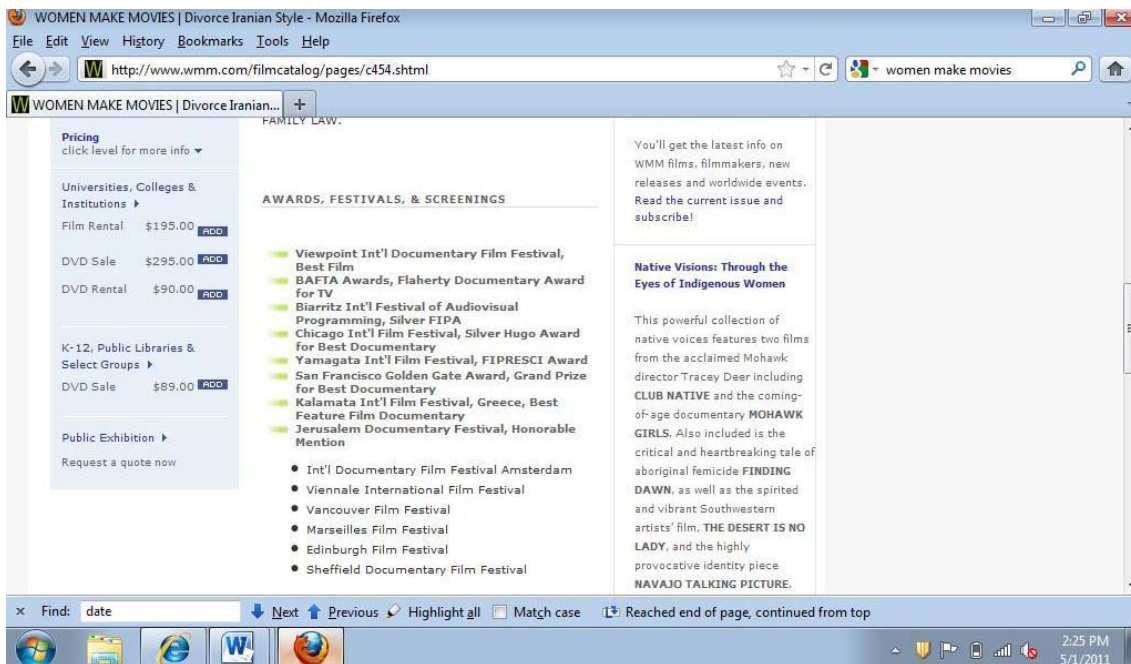 WOMEN MAKE MOVIES | Divorce Iranian Style - Mozilla Firefox
File Edit View History Bookmarks Tools Help
http://www.wmm.com/filmcatalog/pages/c454.shtml
women make movies
WOMEN MAKE MOVIES | Divorce Iranian... +
Pricing
click level for more info
Universities, Colleges &
Institutions
Film Rental $195.00 ADD
DVD Sale $295.00 ADD
DVD Rental $90.00 ADD
K-12, Public Libraries &
Select Groups
DVD Sale $89.00 ADD
Public Exhibition
Request a quote now
FAMILY LAW.
AWARDS, FESTIVALS, & SCREENINGS
Viewpoint Int'l Documentary Film Festival,
Best Film
BAFTA Awards, Flaherty Documentary Award
for TV
Biarritz Int'l Festival of Audiovisual
Programming, Silver FIPA
Chicago Int'l Film Festival, Silver Hugo Award
for Best Documentary
Yamagata Int'l Film Festival, FIPRESCI Award
San Francisco Golden Gate Award, Grand Prize
for Best Documentary
Kalamata Int'l Film Festival, Greece, Best
Feature Film Documentary
Jerusalem Documentary Festival, Honorable
Mention
Int'l Documentary Film Festival Amsterdam
Viennale International Film Festival
Vancouver Film Festival
Marseilles Film Festival
Edinburgh Film Festival
Sheffield Documentary Film Festival
You'll get the latest info on
WMM films, filmmakers, new
releases and worldwide events.
Read the current issue and
subscribe!
Native Visions: Through the
Eyes of Indigenous Women
This powerful collection of
native voices features two films
from the acclaimed Mohawk
director Tracey Deer including
CLUB NATIVE and the coming-
of-age documentary MOHAWK
GIRLS. Also included is the
critical and heartbreaking tale of
aboriginal femicide FINDING
DAWN, as well as the spirited
and vibrant Southwestern
artists' film, THE DESERT IS NO
LADY, and the highly
provocative identity piece
NAVAJO TALKING PICTURE.
x Find: date Next Previous Highlight all Match case Reached end of page, continued from top
2:25 PM
5/1/2011